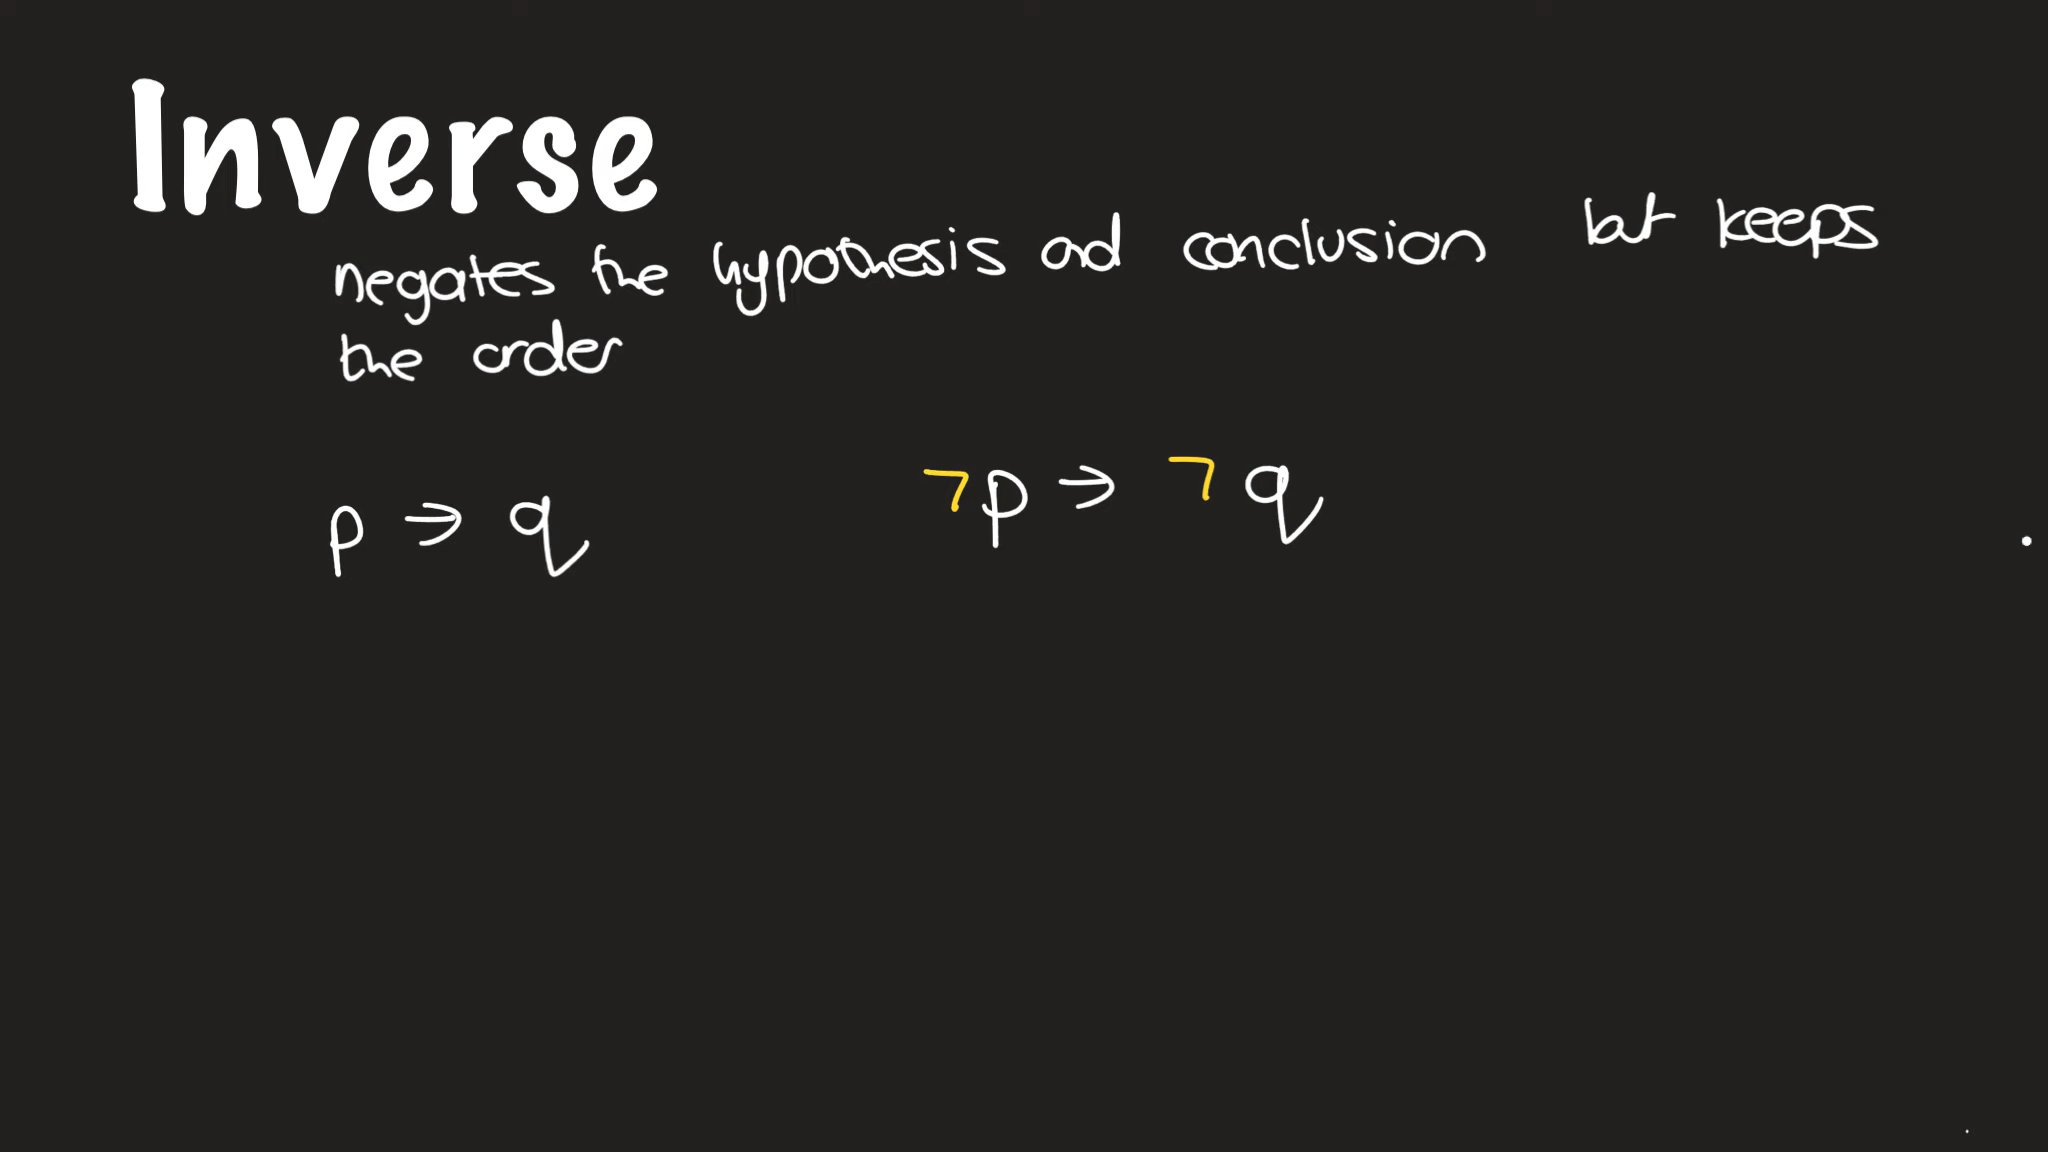 Inverse
negates the hypothesis and conclusion but keeps
the order
p → q ¬p → ¬q